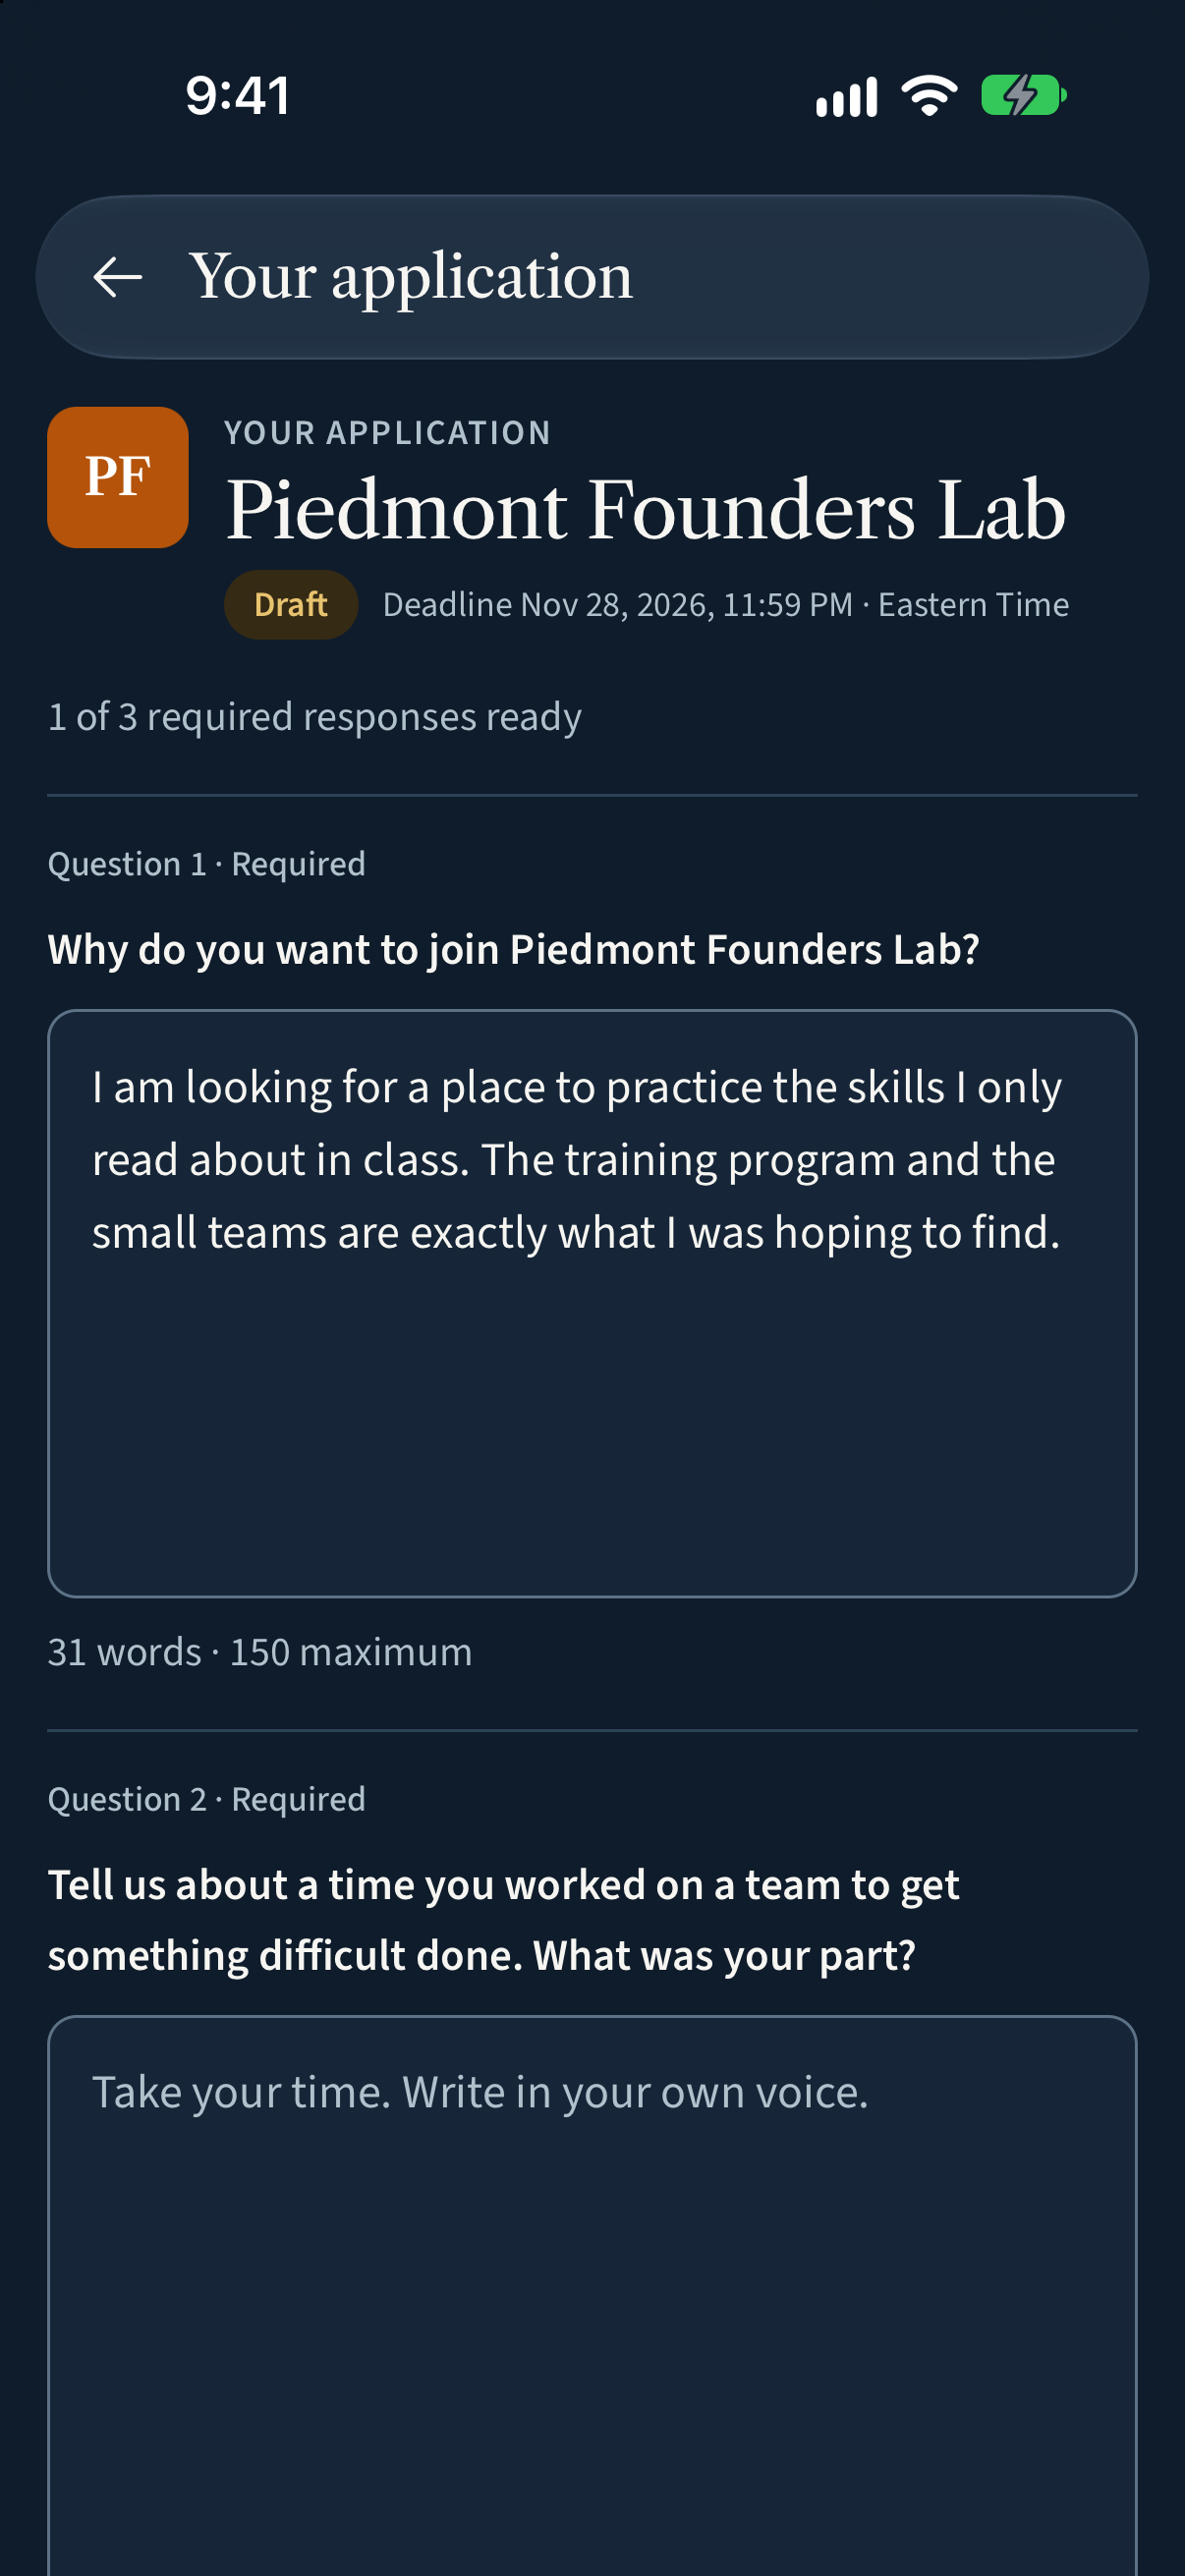 9:41
Your application
PF
YOUR APPLICATION
Piedmont Founders Lab
Draft
Deadline Nov 28, 2026, 11:59 PM · Eastern Time
1 of 3 required responses ready
Question 1 · Required
Why do you want to join Piedmont Founders Lab?
I am looking for a place to practice the skills I only
read about in class. The training program and the
small teams are exactly what I was hoping to find.
31 words · 150 maximum
Question 2 · Required
Tell us about a time you worked on a team to get
something difficult done. What was your part?
Take your time. Write in your own voice.